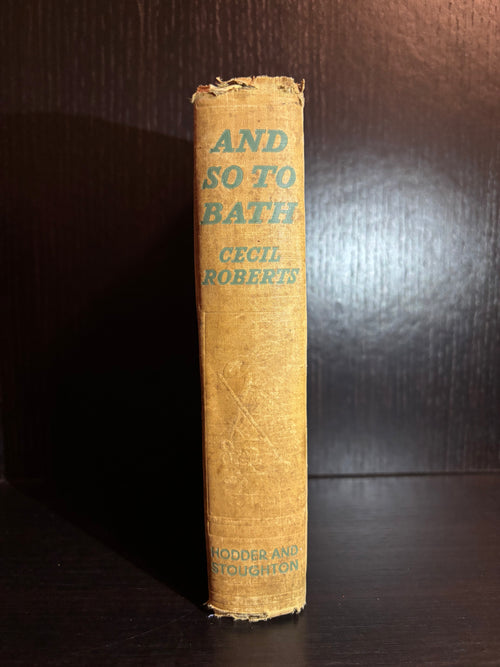 AND
SO TO
BATH
CECIL
ROBERTS
HODDER AND
STOUGHTON